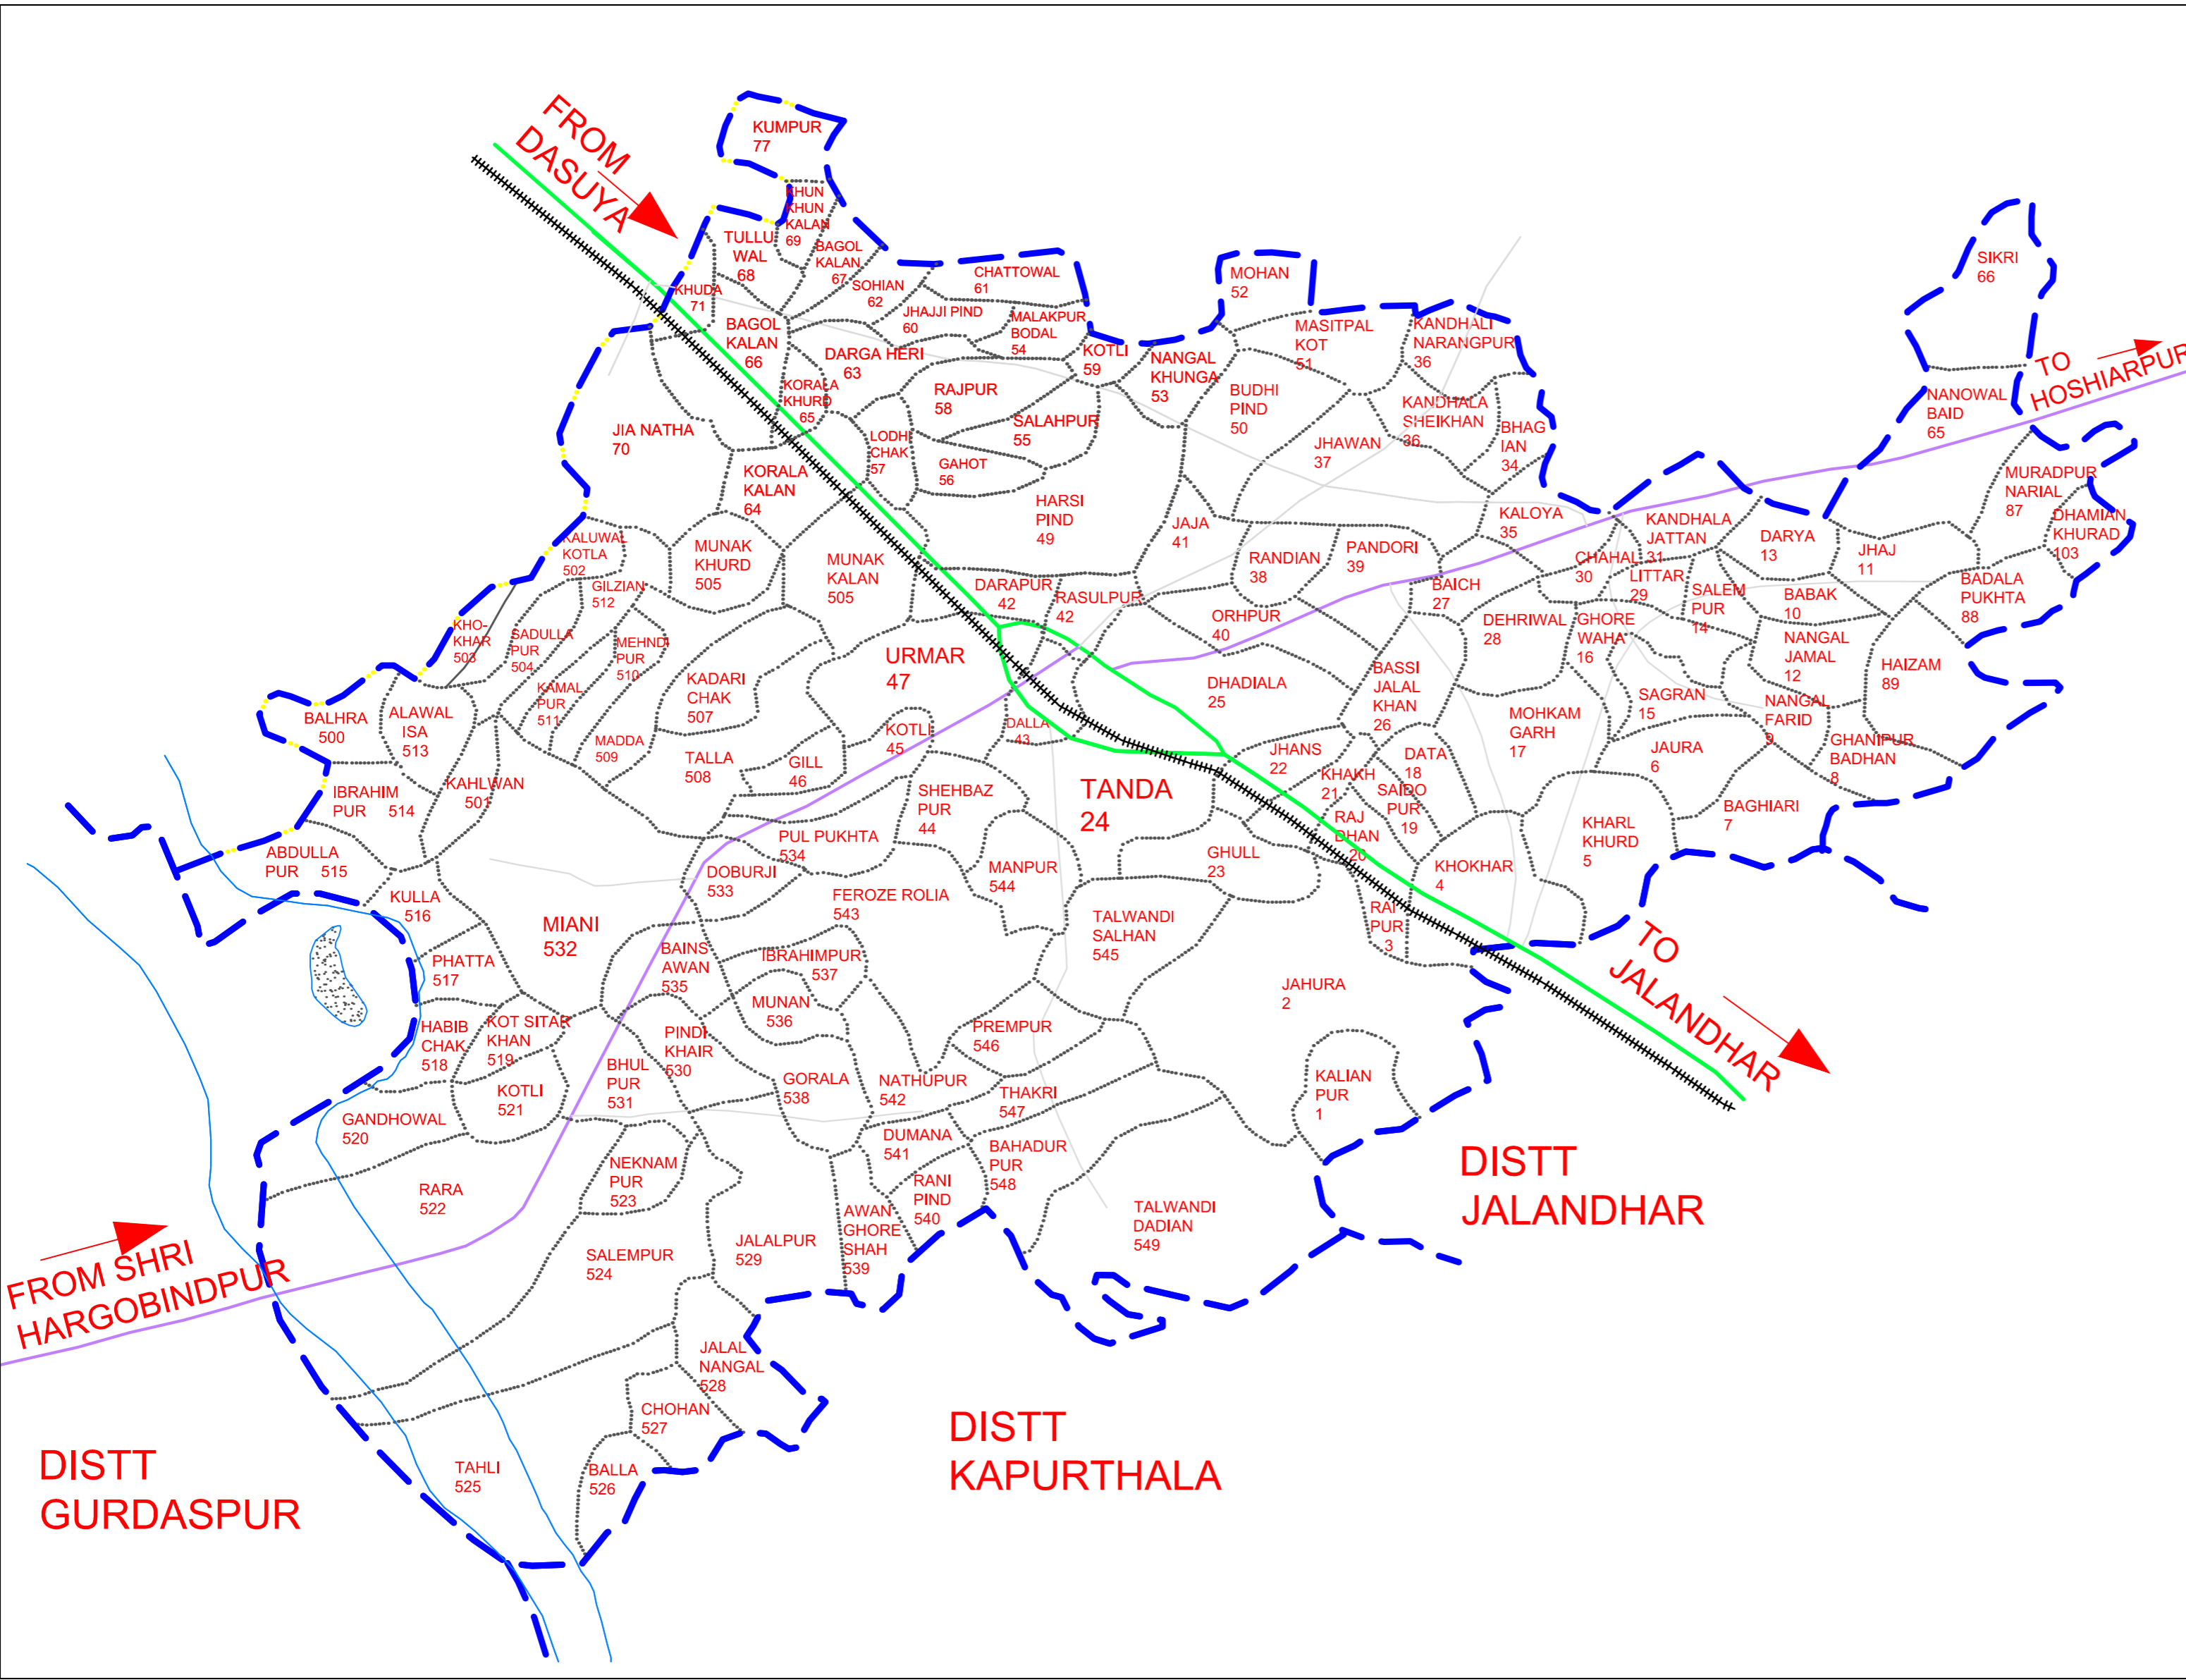 FROM
DASUYA
KUMPUR
77
KHUN
KHUN
KALAN
69
TULLU
WAL
68
BAGOL
KALAN
67
SOHIAN
62
CHATTOWAL
61
KHUDA
71
JHAJJI PIND
60
MALAKPUR
BODAL
54
BAGOL
KALAN
66
DARGA HERI
63
KORALA
KHURD
65
KOTLI
59
NANGAL
KHUNGA
53
MOHAN
52
MASITPAL
KOT
51
KANDHALI
NARANGPUR
36
SIKRI
66
TO
HOSHIARPUR
NANOWAL
BAID
65
RAJPUR
58
SALAHPUR
55
BUDHI
PIND
50
JHAWAN
37
KANDHALA
SHEIKHAN
36
BHAG
IAN
34
JIA NATHA
70
LODHI
CHAK
57
GAHOT
56
KORALA
KALAN
64
HARSI
PIND
49
JAJA
41
KALOYA
35
KANDHALA
JATTAN
31
DARYA
13
JHAJ
11
MURADPUR
NARIAL
87
DHAMIAN
KHURAD
103
KALUWAL
KOTLA
502
MUNAK
KHURD
505
MUNAK
KALAN
505
RANDIAN
38
PANDORI
39
CHAHAL
30
LITTAR
29
SALEM
PUR
14
BABAK
10
BADALA
PUKHTA
88
GILZIAN
512
DARAPUR
42
RASULPUR
42
ORHPUR
40
BAICH
27
DEHRIWAL
28
GHORE
WAHA
16
NANGAL
JAMAL
12
HAIZAM
89
KHO-
KHAR
503
SADULLA
PUR
504
MEHNDI
PUR
510
URMAR
47
KADARI
CHAK
507
KAMAL
PUR
511
DHADIALA
25
BASSI
JALAL
KHAN
26
SAGRAN
15
NANGAL
FARID
9
BALHRA
500
ALAWAL
ISA
513
MADDA
509
TALLA
508
GILL
46
KOTLI
45
DALLA
43
JHANS
22
DATA
18
MOHKAM
GARH
17
JAURA
6
GHANIPUR
BADHAN
8
IBRAHIM
PUR 514
KAHLWAN
501
SHEHBAZ
PUR
44
TANDA
24
KHAKH
21
SAIDO
PUR
19
RAJ
DHAN
20
BAGHIARI
7
ABDULLA
PUR 515
PUL PUKHTA
534
DOBURJI
533
MANPUR
544
GHULL
23
KHOKHAR
4
KHARL
KHURD
5
KULLA
516
MIANI
532
FEROZE ROLIA
543
TALWANDI
SALHAN
545
RAI
PUR
3
PHATTA
517
BAINS
AWAN
535
IBRAHIMPUR
537
MUNAN
536
JAHURA
2
TO
JALANDHAR
HABIB
CHAK
518
KOT SITAR
KHAN
519
PINDI
KHAIR
530
PREMPUR
546
BHUL
PUR
531
KOTLI
521
GORALA
538
NATHUPUR
542
THAKRI
547
KALIAN
PUR
1
GANDHOWAL
520
DUMANA
541
BAHADUR
PUR
548
RARA
522
NEKNAM
PUR
523
RANI
PIND
540
TALWANDI
DADIAN
549
DISTT
JALANDHAR
FROM SHRI
HARGOBINDPUR
SALEMPUR
524
JALALPUR
529
AWAN
GHORE
SHAH
539
JALAL
NANGAL
528
CHOHAN
527
TAHLI
525
BALLA
526
DISTT
GURDASPUR
DISTT
KAPURTHALA